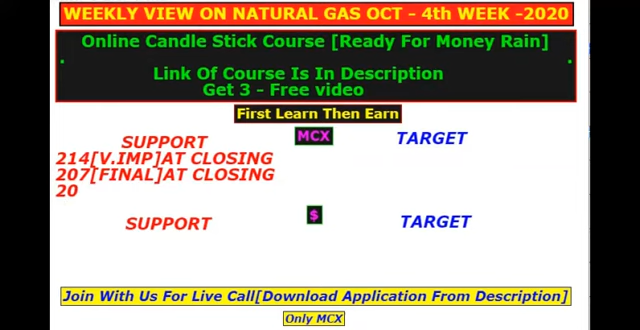 WEEKLY VIEW ON NATURAL GAS OCT - 4th WEEK -2020
Online Candle Stick Course [Ready For Money Rain]
Link Of Course Is In Description
Get 3 - Free video
First Learn Then Earn
SUPPORT MCX TARGET
214[V.IMP]AT CLOSING
207[FINAL]AT CLOSING
20
SUPPORT $ TARGET
Join With Us For Live Call[Download Application From Description]
Only MCX